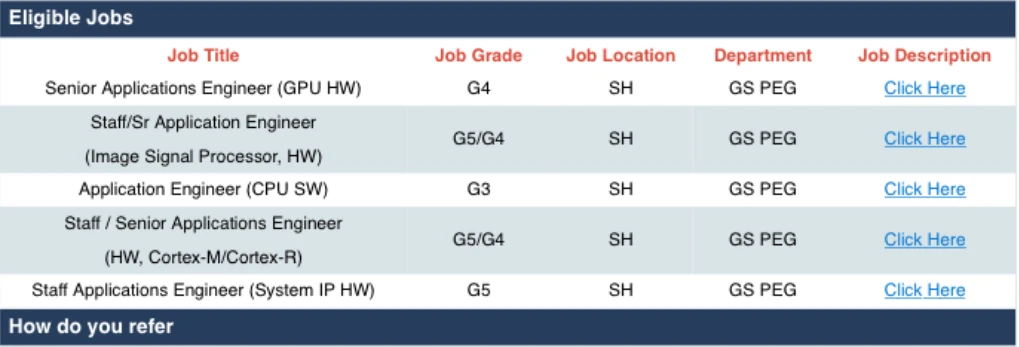 Eligible Jobs
Job Title Job Grade Job Location Department Job Description
Senior Applications Engineer (GPU HW) G4 SH GS PEG Click Here
Staff/Sr Application Engineer
(Image Signal Processor, HW) G5/G4 SH GS PEG Click Here
Application Engineer (CPU SW) G3 SH GS PEG Click Here
Staff / Senior Applications Engineer
(HW, Cortex-M/Cortex-R) G5/G4 SH GS PEG Click Here
Staff Applications Engineer (System IP HW) G5 SH GS PEG Click Here
How do you refer